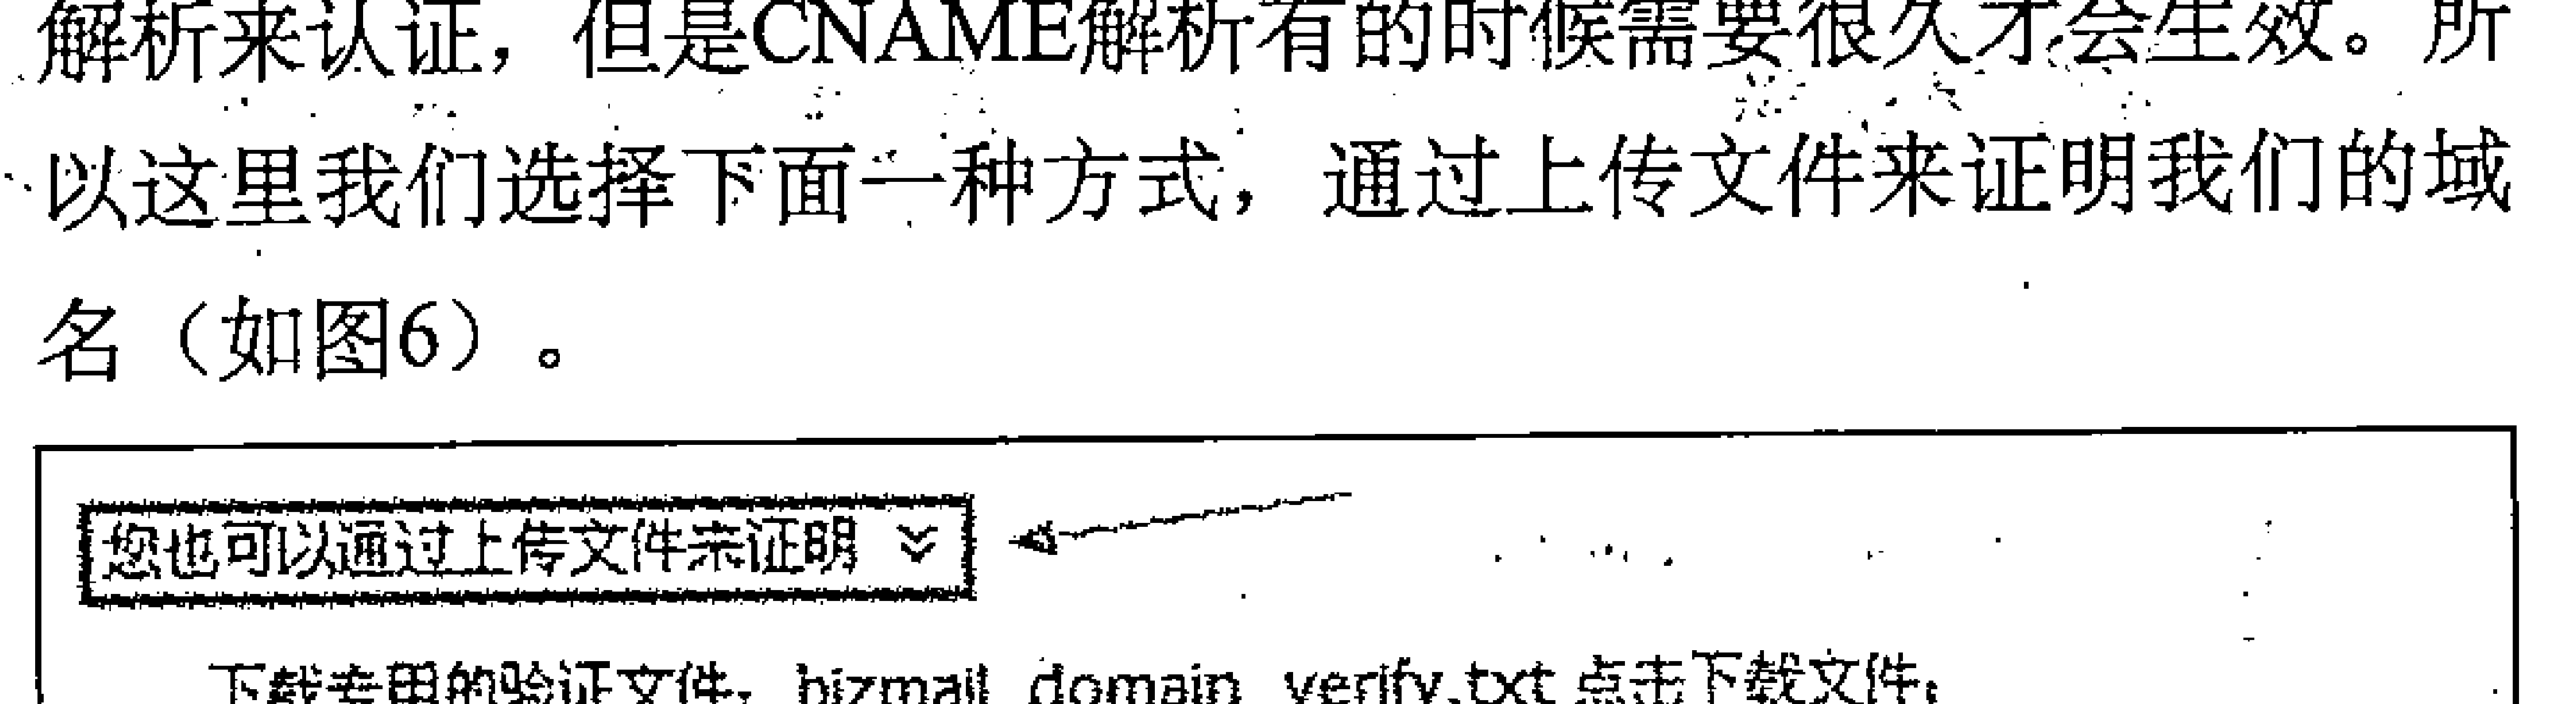 解析来认证，但是CNAME解析有的时候需要很久才会生效。所
以这里我们选择下面一种方式，通过上传文件来证明我们的域
名（如图6）。
您也可以通过上传文件来证明
下载专用的验证文件：bizmail_domain_verify.txt 点击下载文件；